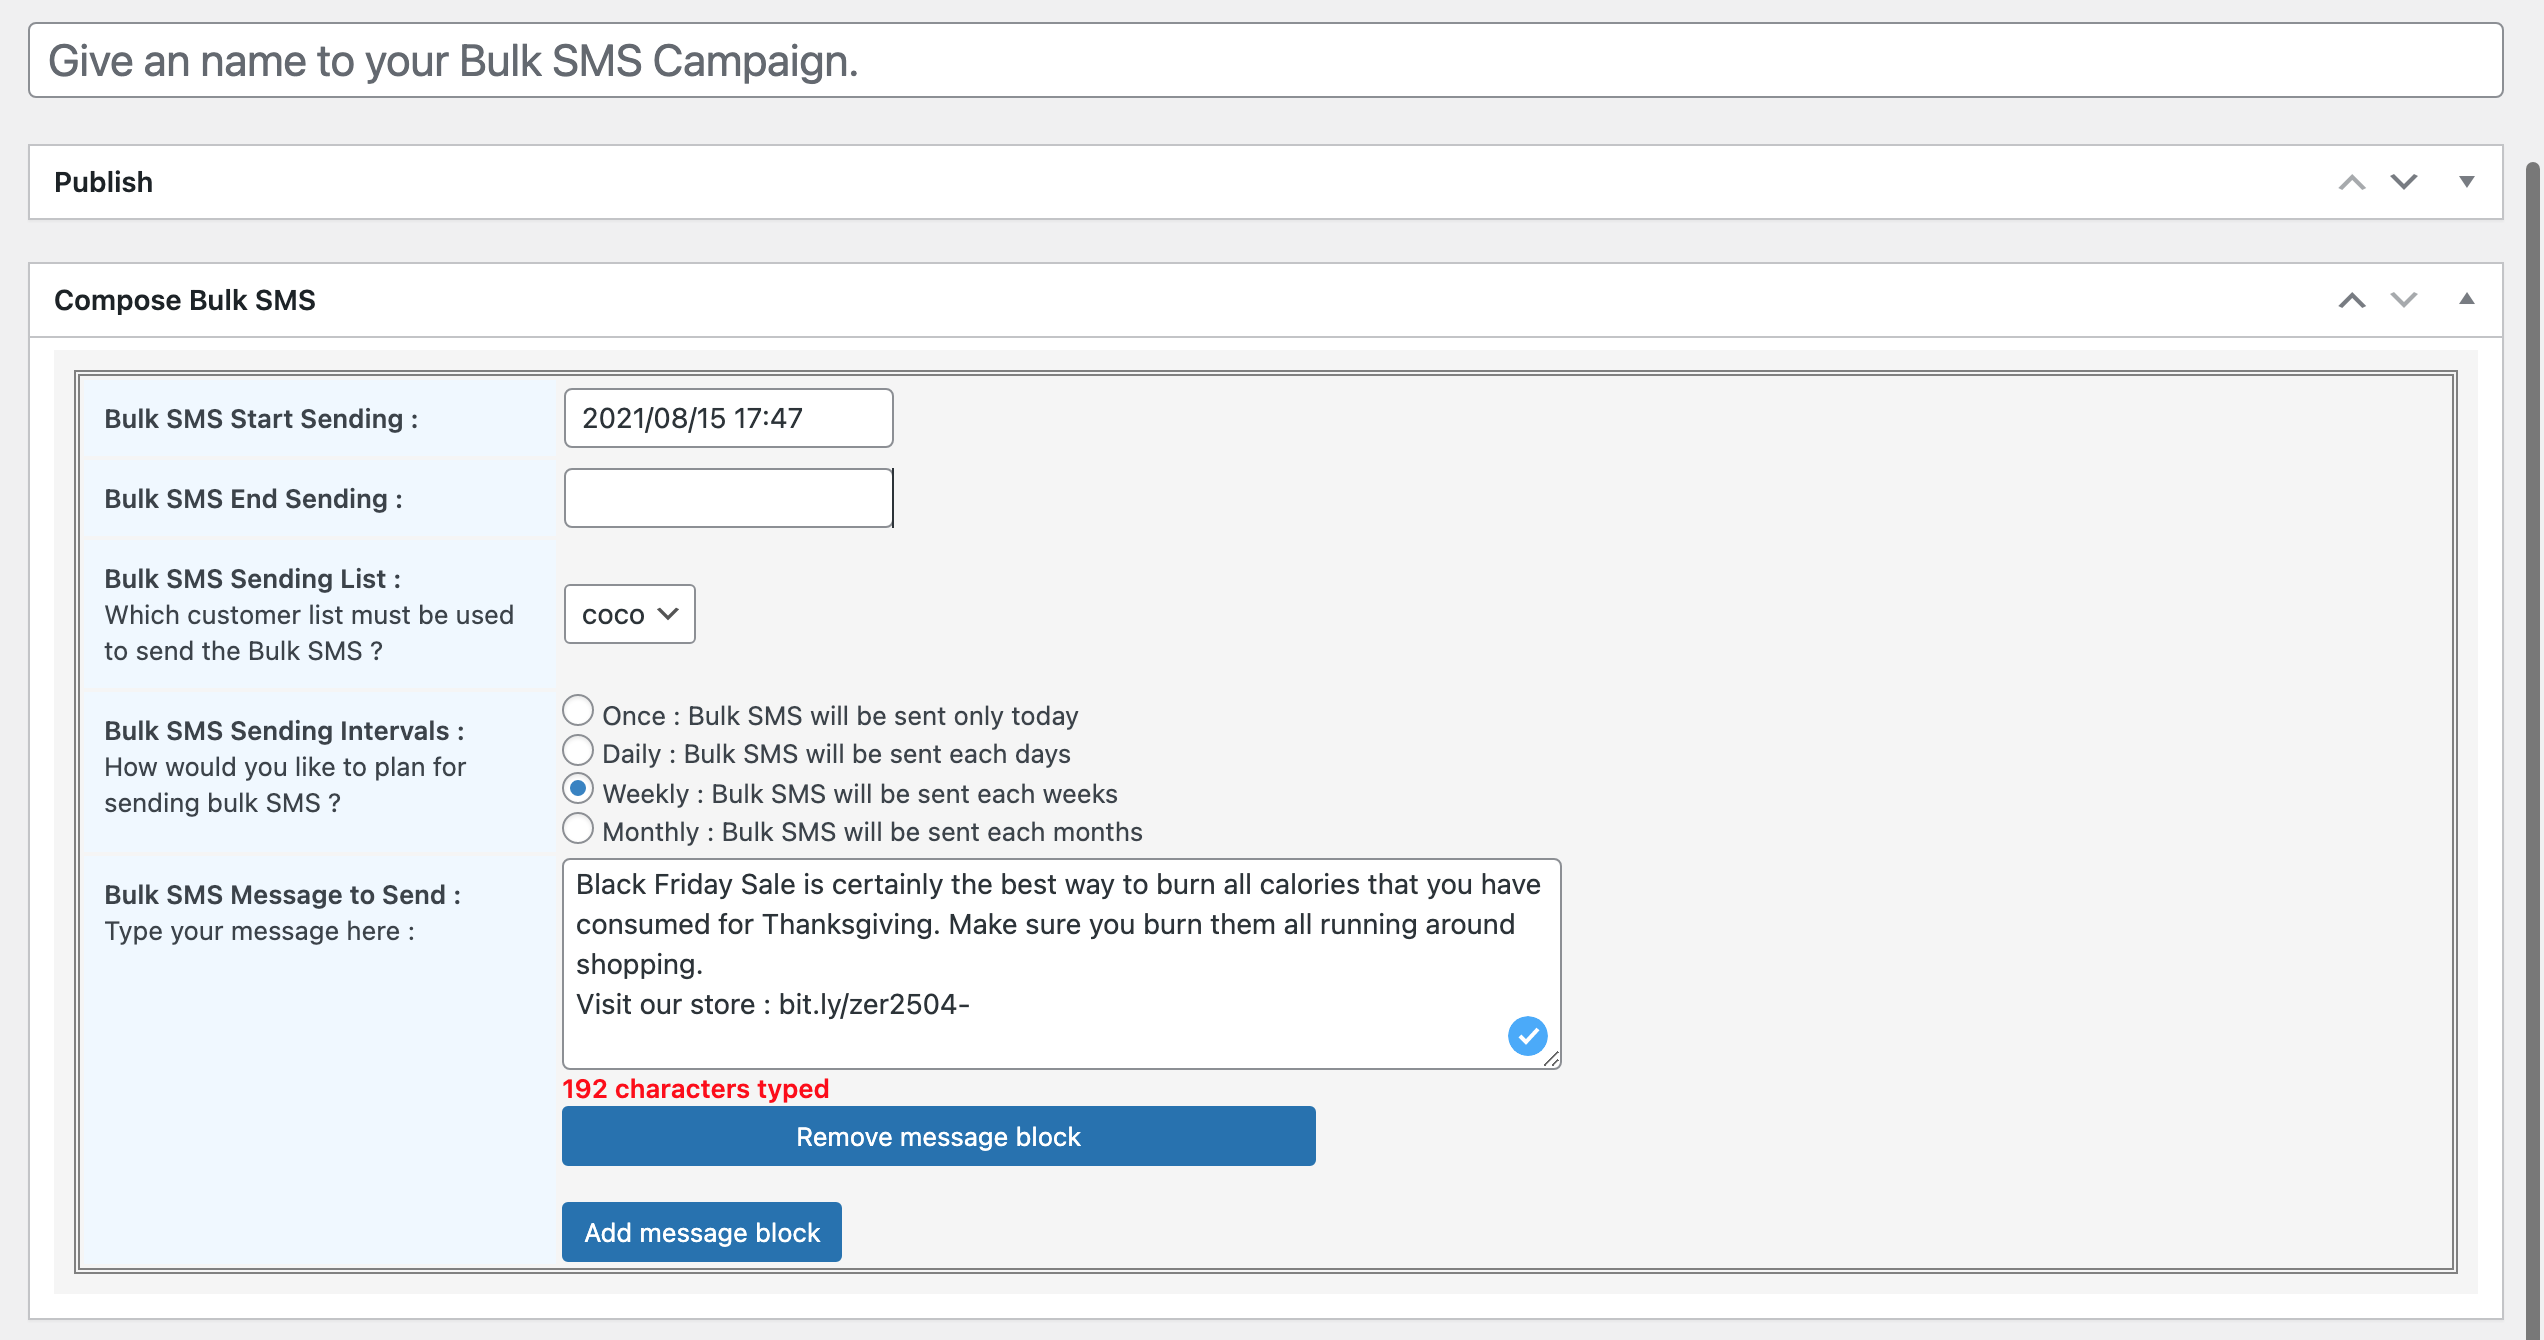 Give an name to your Bulk SMS Campaign.
Publish
Compose Bulk SMS
Bulk SMS Start Sending :
2021/08/15 17:47
Bulk SMS End Sending :
Bulk SMS Sending List :
Which customer list must be used
to send the Bulk SMS ?
coco
Bulk SMS Sending Intervals :
How would you like to plan for
sending bulk SMS ?
Once : Bulk SMS will be sent only today
Daily : Bulk SMS will be sent each days
Weekly : Bulk SMS will be sent each weeks
Monthly : Bulk SMS will be sent each months
Bulk SMS Message to Send :
Type your message here :
Black Friday Sale is certainly the best way to burn all calories that you have
consumed for Thanksgiving. Make sure you burn them all running around
shopping.
Visit our store : bit.ly/zer2504-
192 characters typed
Remove message block
Add message block